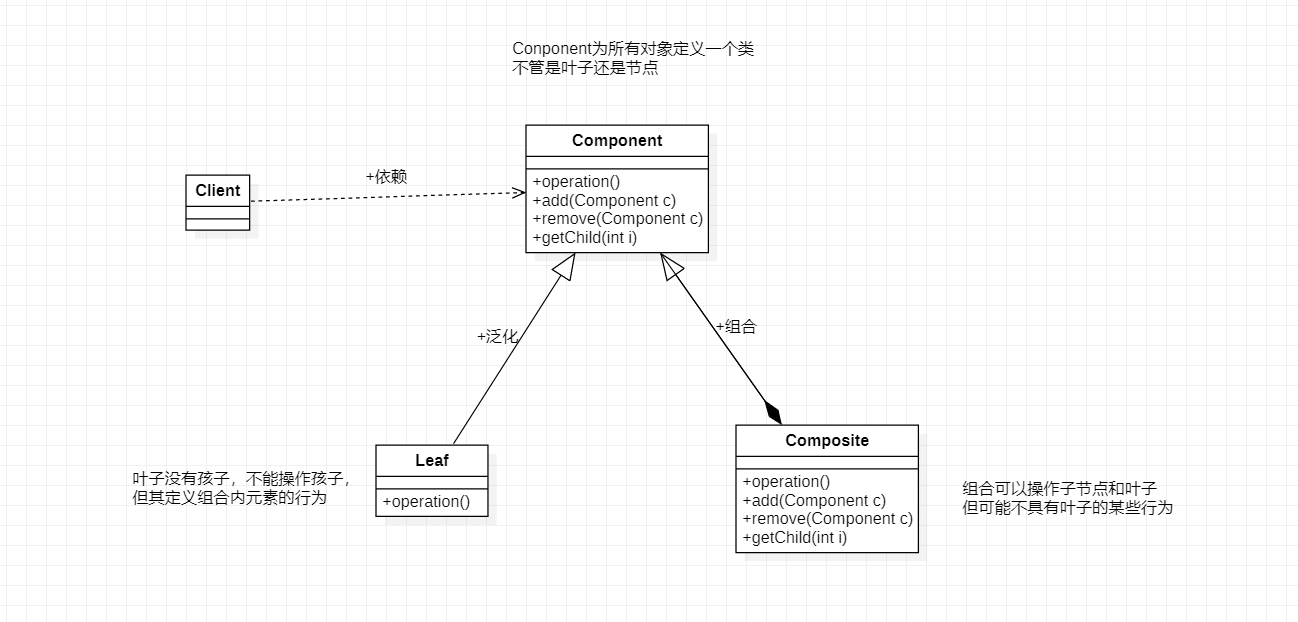 Conponent为所有对象定义一个类
不管是叶子还是节点
Component
+operation()
+add(Component c)
+remove(Component c)
+getChild(int i)
+依赖
Client
+泛化
+组合
Leaf
+operation()
叶子没有孩子，不能操作孩子，
但其定义组合内元素的行为
Composite
+operation()
+add(Component c)
+remove(Component c)
+getChild(int i)
组合可以操作子节点和叶子
但可能不具有叶子的某些行为